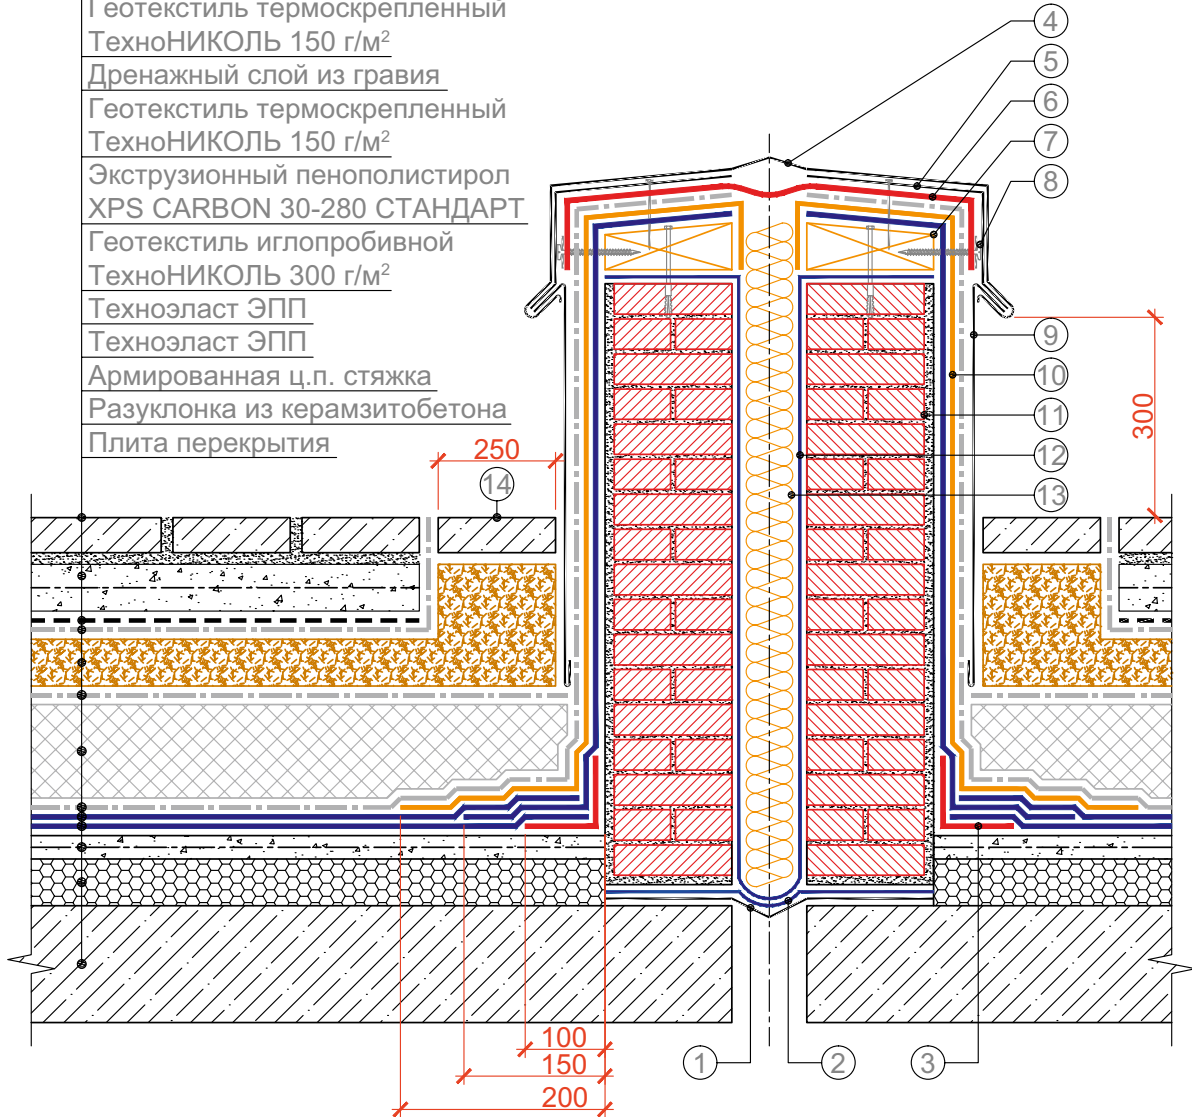 Геотекстиль термоскрепленный
ТехноНИКОЛЬ 150 г/м²
Дренажный слой из гравия
Геотекстиль термоскрепленный
ТехноНИКОЛЬ 150 г/м²
Экструзионный пенополистирол
XPS CARBON 30-280 СТАНДАРТ
Геотекстиль иглопробивной
ТехноНИКОЛЬ 300 г/м²
Техноэласт ЭПП
Техноэласт ЭПП
Армированная ц.п. стяжка
Разуклонка из керамзитобетона
Плита перекрытия
4
5
6
7
8
9
10
11
12
13
300
250
14
100
150
200
1
2
3